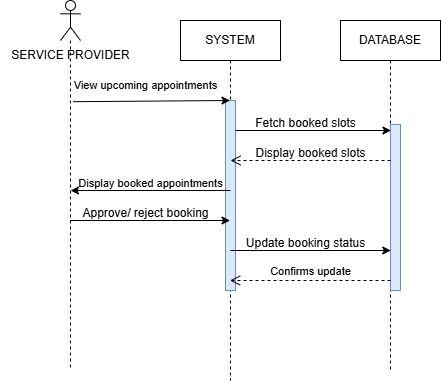 SERVICE PROVIDER
SYSTEM
DATABASE
View upcoming appointments
Fetch booked slots
Display booked slots
Display booked appointments
Approve/ reject booking
Update booking status
Confirms update